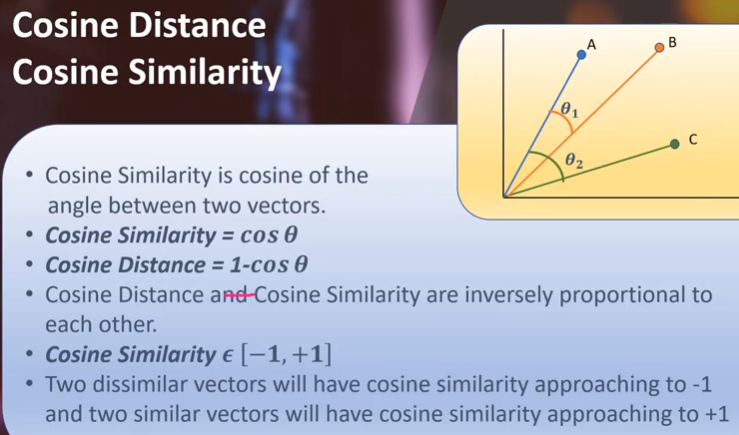 Cosine Distance
Cosine Similarity
A
B
θ₁
θ₂
C
• Cosine Similarity is cosine of the
angle between two vectors.
• Cosine Similarity = cos θ
• Cosine Distance = 1-cos θ
• Cosine Distance and Cosine Similarity are inversely proportional to
each other.
• Cosine Similarity ϵ [−1, +1]
• Two dissimilar vectors will have cosine similarity approaching to -1
and two similar vectors will have cosine similarity approaching to +1